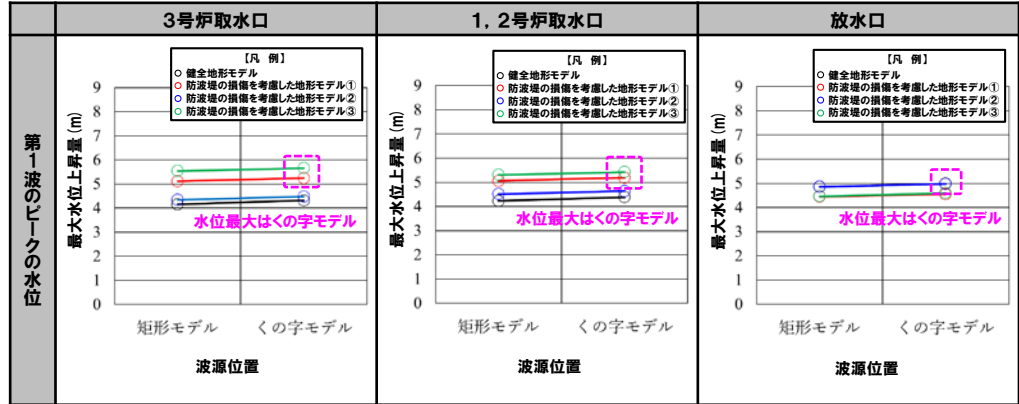 3号炉取水口
1，2号炉取水口
放水口
第1波のピークの水位
【凡　例】
健全地形モデル
防波堤の損傷を考慮した地形モデル①
防波堤の損傷を考慮した地形モデル②
防波堤の損傷を考慮した地形モデル③
最大水位上昇量(m)
9
8
7
6
5
4
3
2
1
0
水位最大はくの字モデル
矩形モデル
くの字モデル
波源位置
【凡　例】
健全地形モデル
防波堤の損傷を考慮した地形モデル①
防波堤の損傷を考慮した地形モデル②
防波堤の損傷を考慮した地形モデル③
最大水位上昇量(m)
9
8
7
6
5
4
3
2
1
0
水位最大はくの字モデル
矩形モデル
くの字モデル
波源位置
【凡　例】
健全地形モデル
防波堤の損傷を考慮した地形モデル①
防波堤の損傷を考慮した地形モデル②
防波堤の損傷を考慮した地形モデル③
最大水位上昇量(m)
9
8
7
6
5
4
3
2
1
0
水位最大はくの字モデル
矩形モデル
くの字モデル
波源位置